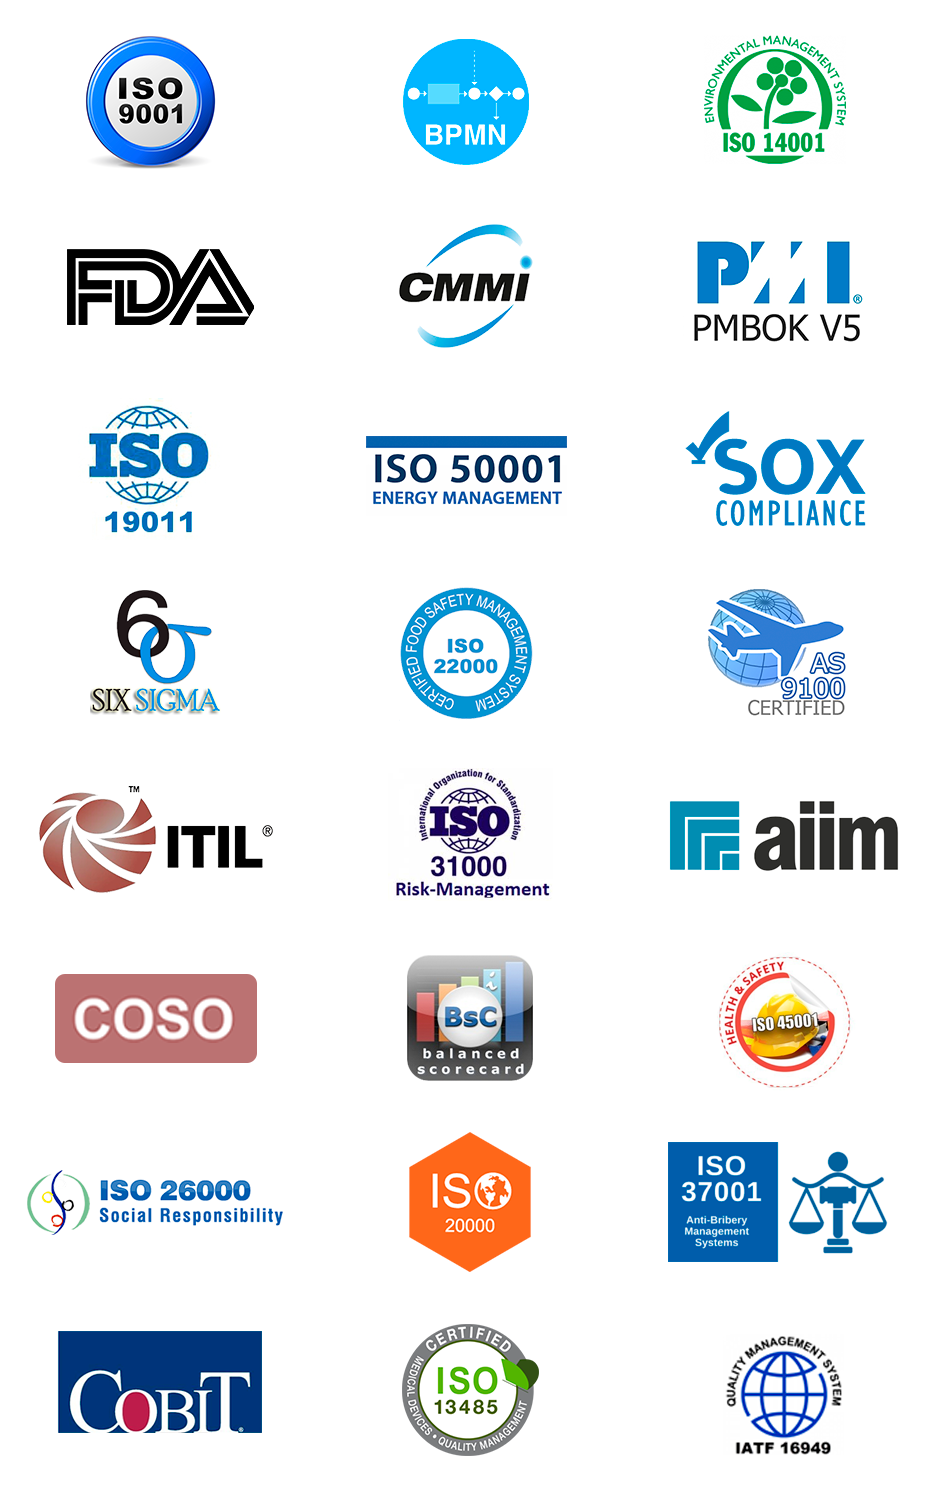 ISO
9001
BPMN
ENVIRONMENTAL MANAGEMENT SYSTEM
ISO 14001
FDA
CMMi
PMI®
PMBOK V5
ISO
19011
ISO 50001
ENERGY MANAGEMENT
SOX
COMPLIANCE
6σ
SIX SIGMA
CERTIFIED FOOD SAFETY MANAGEMENT SYSTEM
ISO
22000
AS
9100
CERTIFIED
ITIL® ™
International Organization for Standardization
ISO
31000
Risk-Management
aiim
COSO
i
BSC
balanced
scorecard
HEALTH & SAFETY
ISO 45001
ISO 26000
Social Responsibility
ISO
20000
ISO
37001
Anti-Bribery
Management
Systems
COBIT®
CERTIFIED
ISO
13485
MEDICAL DEVICES • QUALITY MANAGEMENT
QUALITY MANAGEMENT SYSTEM
IATF 16949